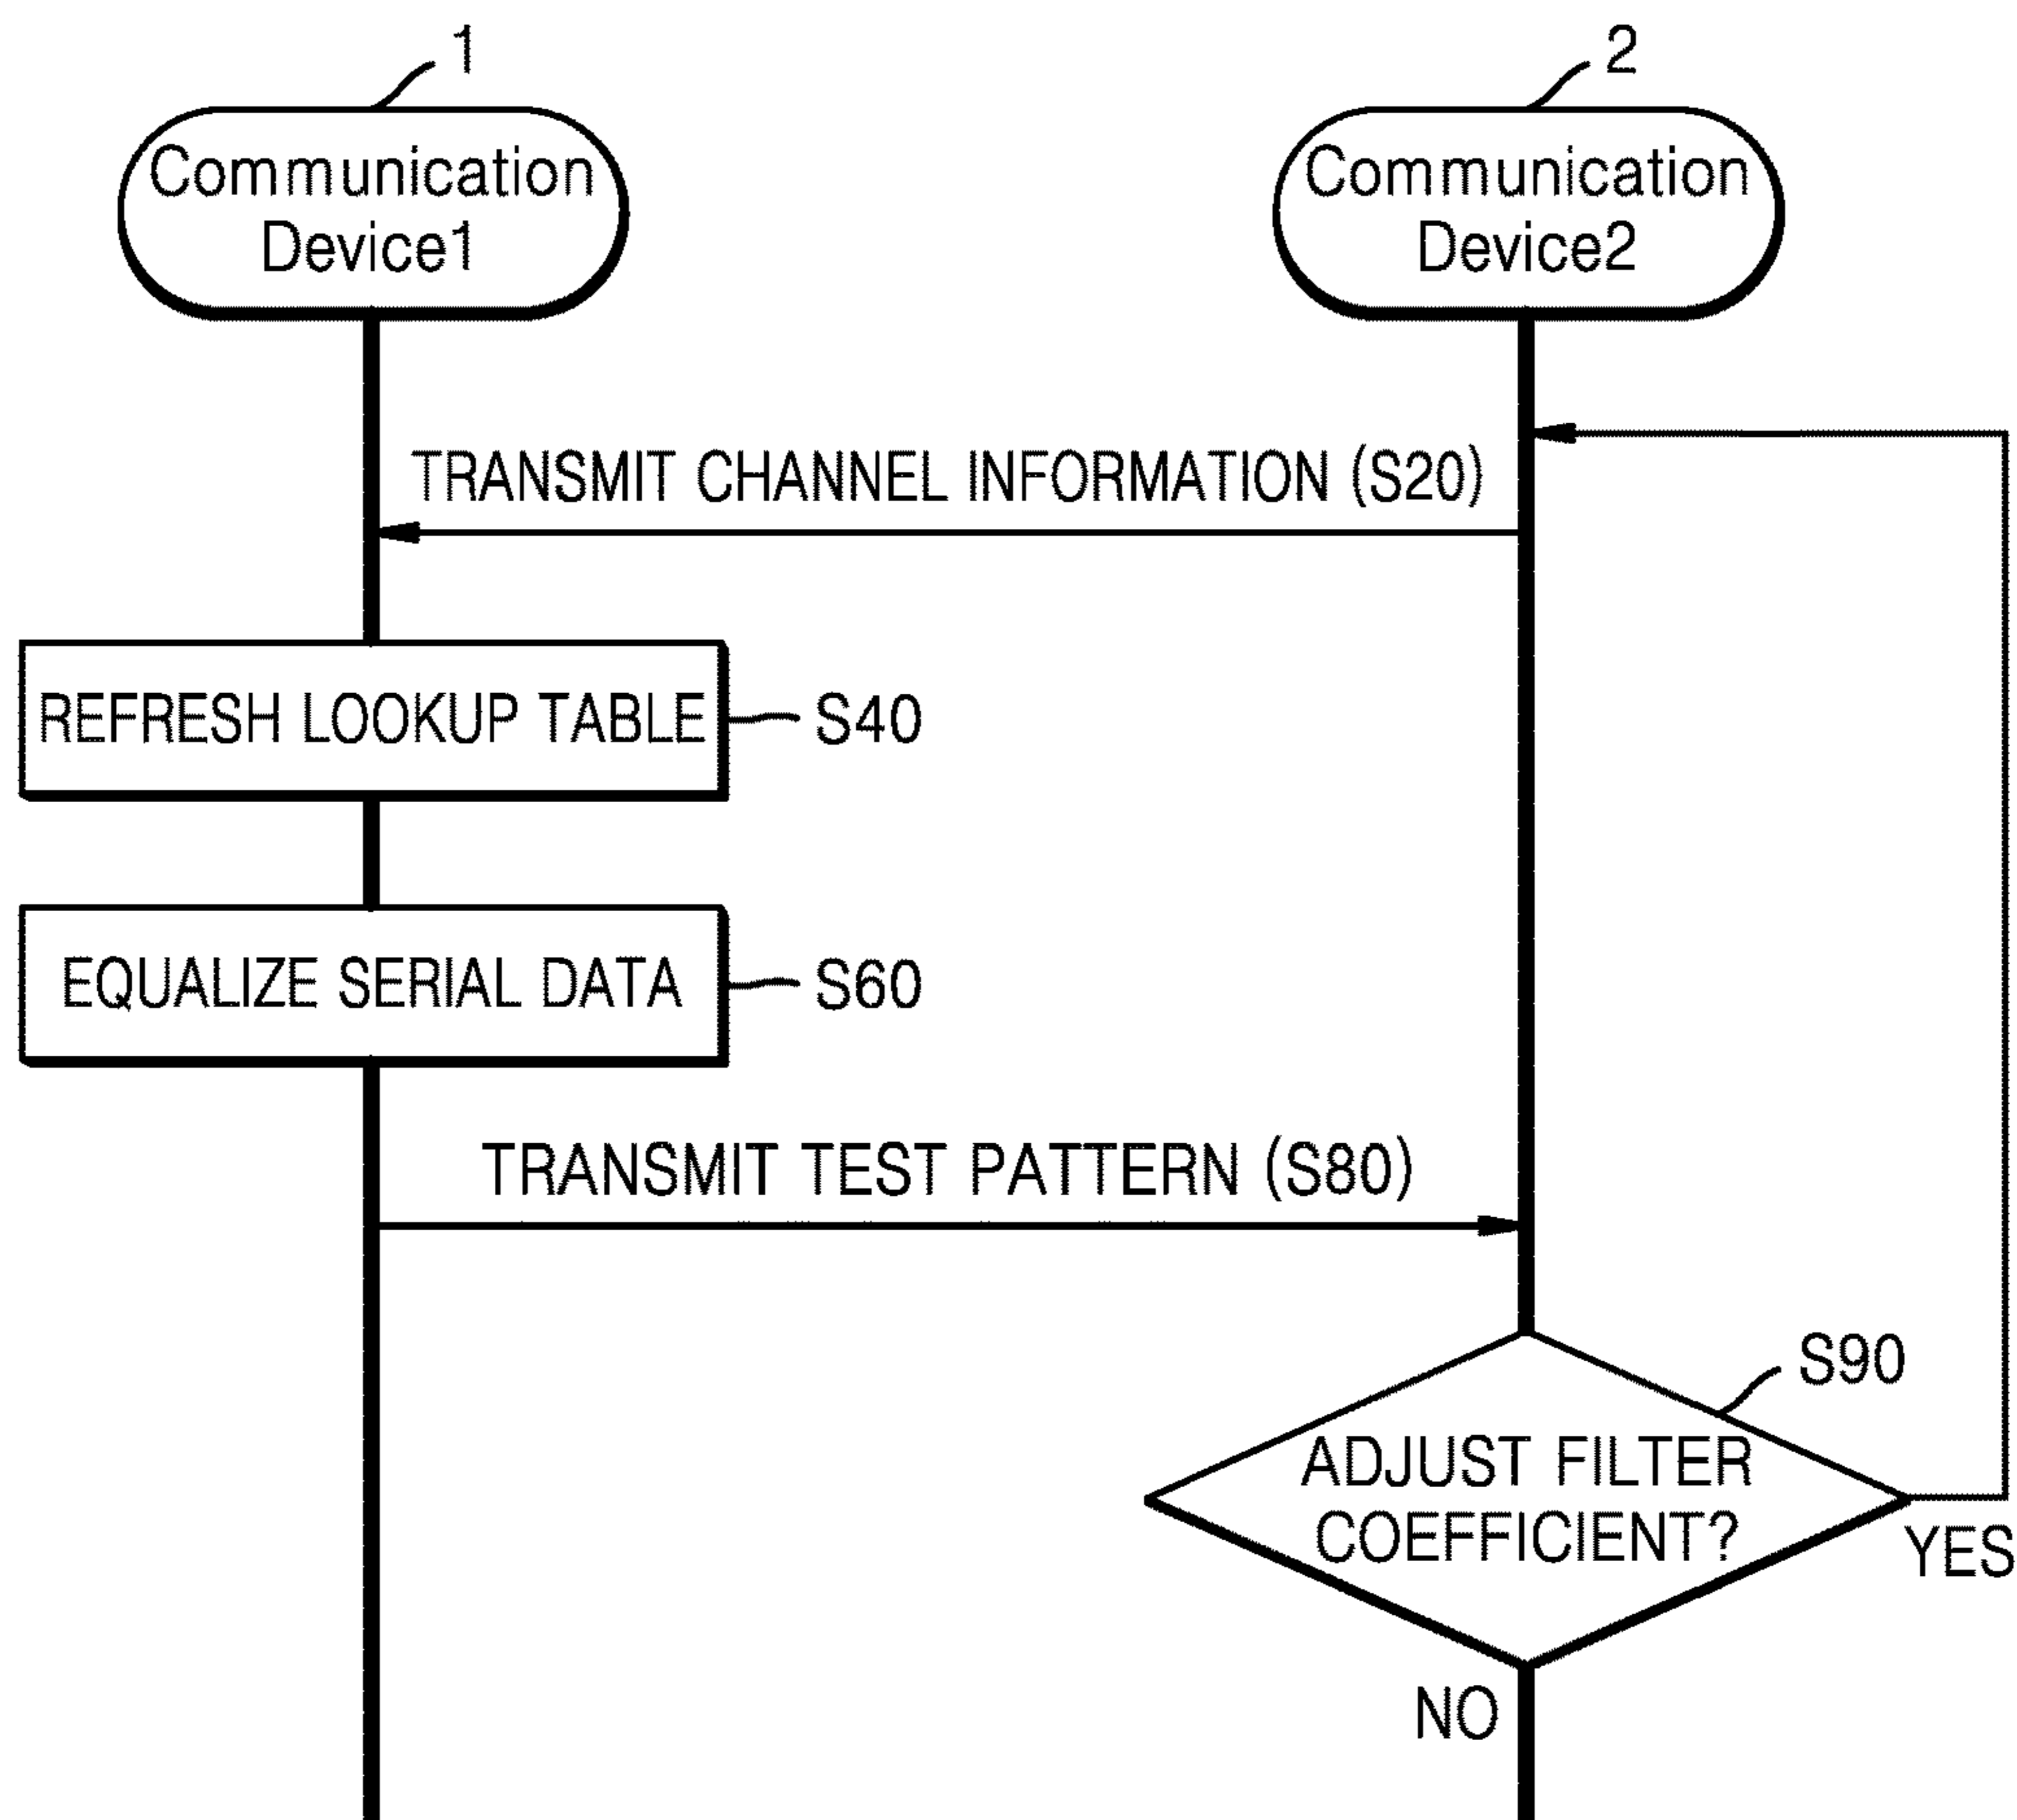 1
2
Communication
Device1
Communication
Device2
TRANSMIT CHANNEL INFORMATION (S20)
REFRESH LOOKUP TABLE
S40
EQUALIZE SERIAL DATA
S60
TRANSMIT TEST PATTERN (S80)
S90
ADJUST FILTER
COEFFICIENT?
YES
NO